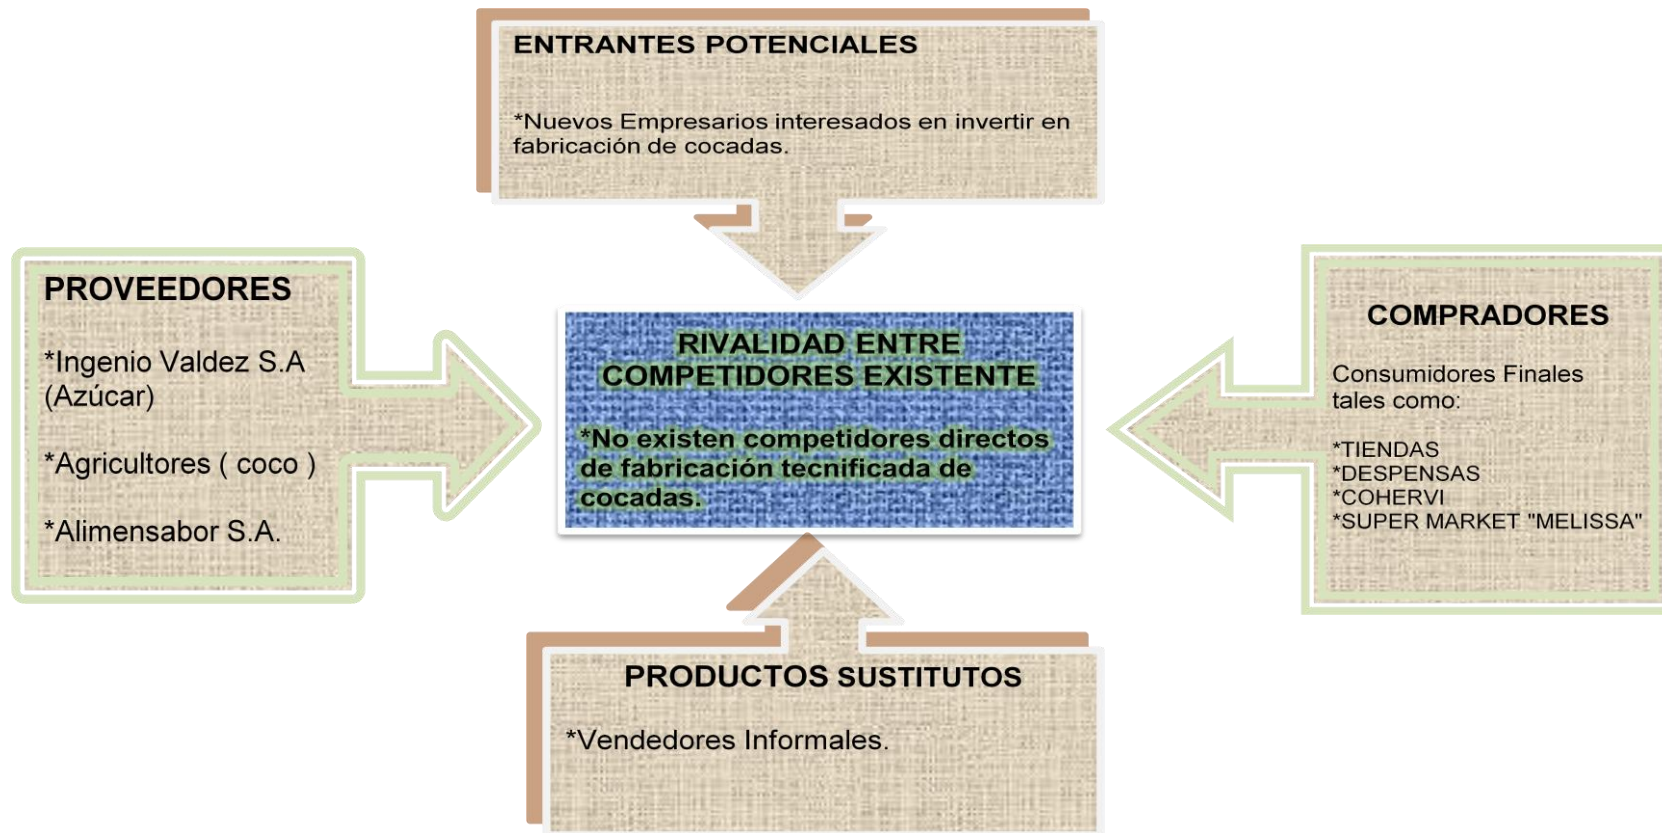 ENTRANTES POTENCIALES
*Nuevos Empresarios interesados en invertir en
fabricación de cocadas.
PROVEEDORES
*Ingenio Valdez S.A
(Azúcar)
*Agricultores ( coco )
*Alimensabor S.A.
RIVALIDAD ENTRE
COMPETIDORES EXISTENTE
*No existen competidores directos
de fabricación tecnificada de
cocadas.
COMPRADORES
Consumidores Finales
tales como:
*TIENDAS
*DESPENSAS
*COHERVI
*SUPER MARKET "MELISSA"
PRODUCTOS SUSTITUTOS
*Vendedores Informales.